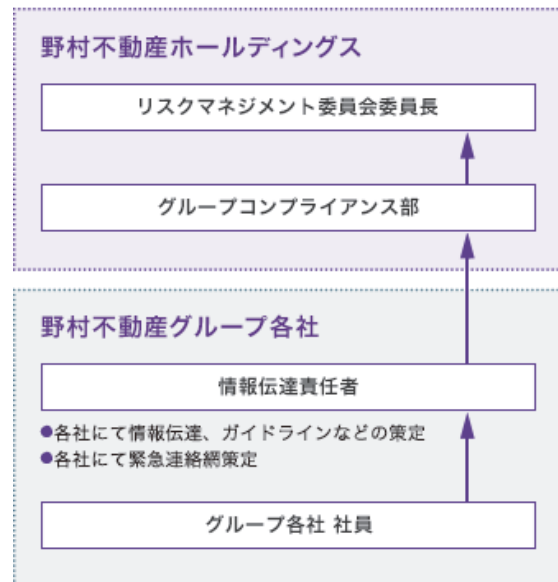 野村不動産ホールディングス
リスクマネジメント委員会委員長
グループコンプライアンス部
野村不動産グループ各社
情報伝達責任者
●各社にて情報伝達、ガイドラインなどの策定
●各社にて緊急連絡網策定
グループ各社 社員